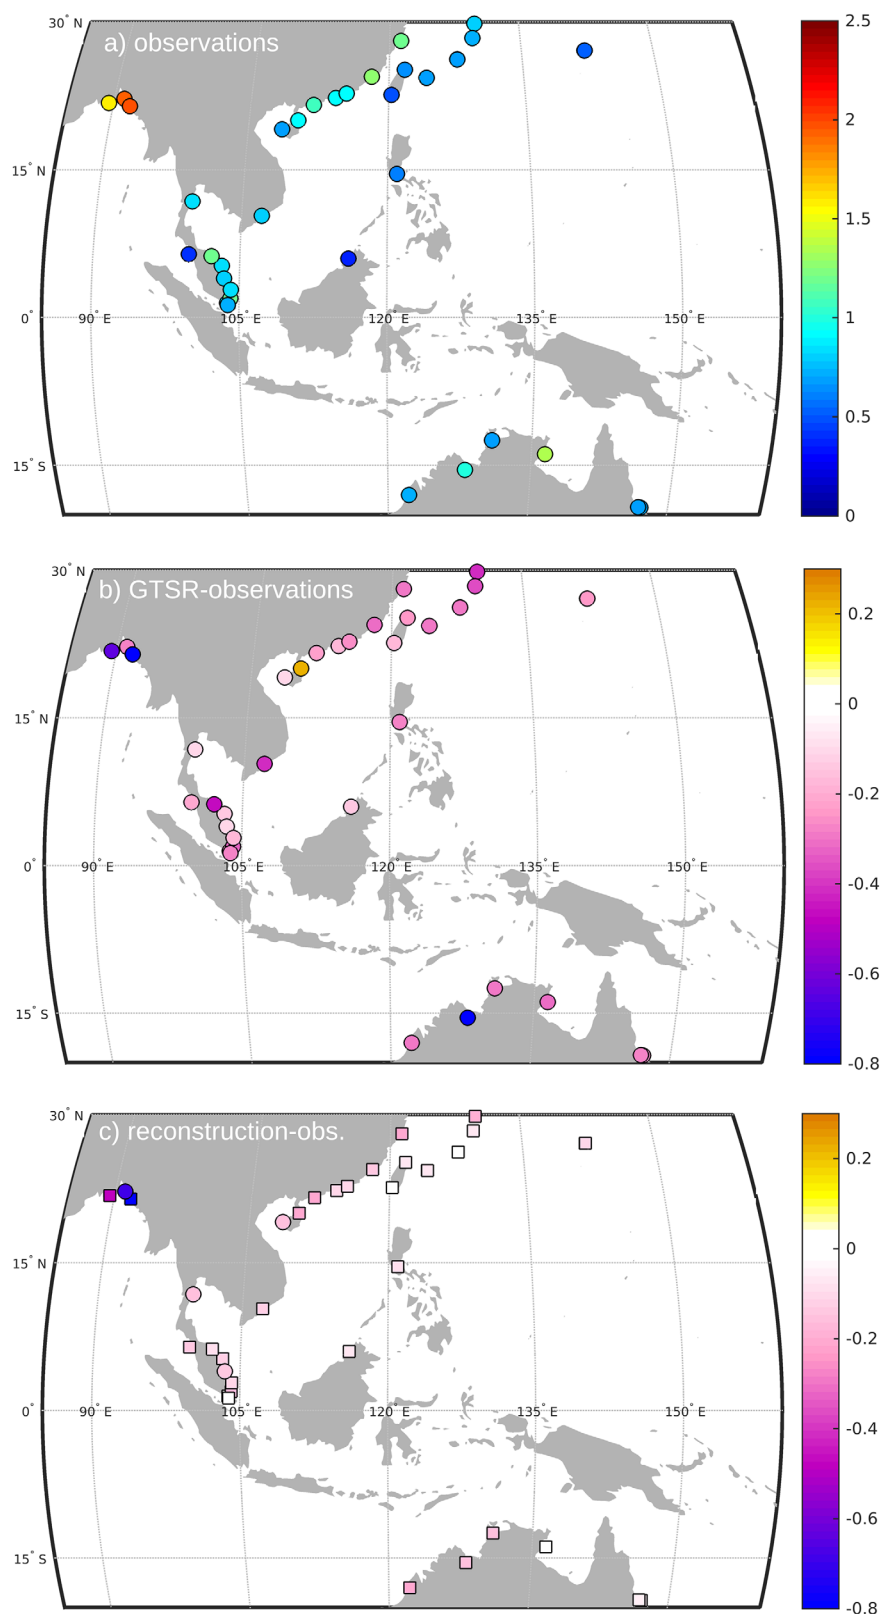 30° N
a) observations
15° N
0°
90° E
105° E
120° E
135° E
150° E
15° S
2.5
2
1.5
1
0.5
0
30° N
b) GTSR-observations
15° N
0°
90° E
105° E
120° E
135° E
150° E
15° S
0.2
0
-0.2
-0.4
-0.6
-0.8
30° N
c) reconstruction-obs.
15° N
0°
90° E
105° E
120° E
135° E
150° E
15° S
0.2
0
-0.2
-0.4
-0.6
-0.8